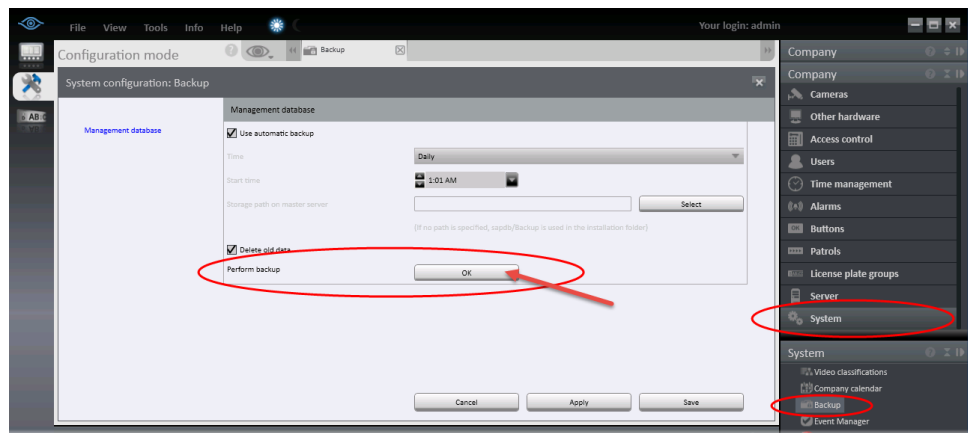 File View Tools Info Help
Your login: admin
Configuration mode
Backup
System configuration: Backup
Management database
Management database
Use automatic backup
Time
Daily
Start time
1:01 AM
Storage path on master server
Select
(If no path is specified, sapdb/Backup is used in the installation folder)
Delete old data
Perform backup
OK
Cancel
Apply
Save
Company
Company
Cameras
Other hardware
Access control
Users
Time management
Alarms
OK Buttons
Patrols
License plate groups
Server
System
System
Video classifications
Company calendar
Backup
Event Manager